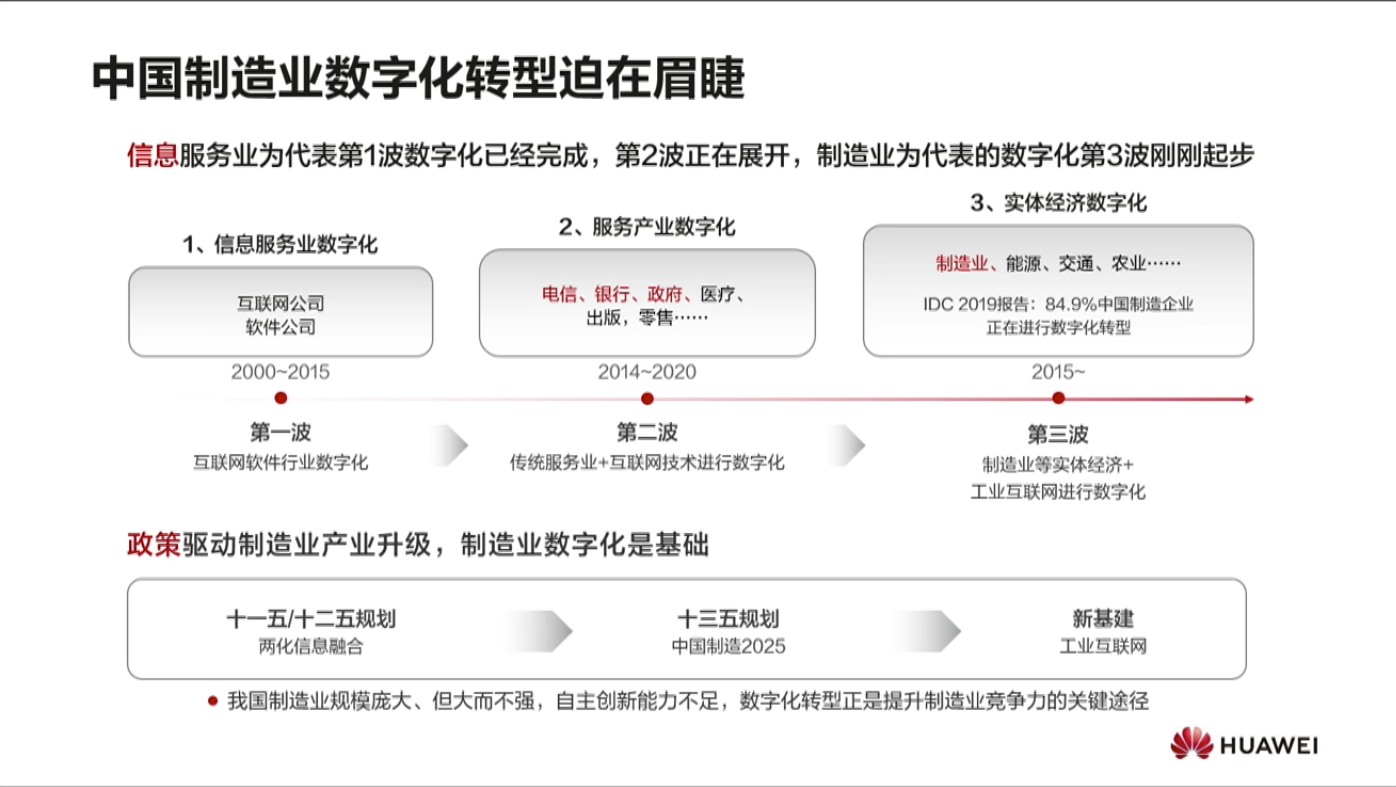 中国制造业数字化转型迫在眉睫
信息服务业为代表第1波数字化已经完成，第2波正在展开，制造业为代表的数字化第3波刚刚起步
1、信息服务业数字化
互联网公司
软件公司
2000~2015
第一波
互联网软件行业数字化
2、服务产业数字化
电信、银行、政府、医疗、
出版，零售……
2014~2020
第二波
传统服务业+互联网技术进行数字化
3、实体经济数字化
制造业、能源、交通、农业……
IDC 2019报告：84.9%中国制造企业
正在进行数字化转型
2015~
第三波
制造业等实体经济+
工业互联网进行数字化
政策驱动制造业产业升级，制造业数字化是基础
十一五/十二五规划
两化信息融合
十三五规划
中国制造2025
新基建
工业互联网
我国制造业规模庞大、但大而不强，自主创新能力不足，数字化转型正是提升制造业竞争力的关键途径
HUAWEI